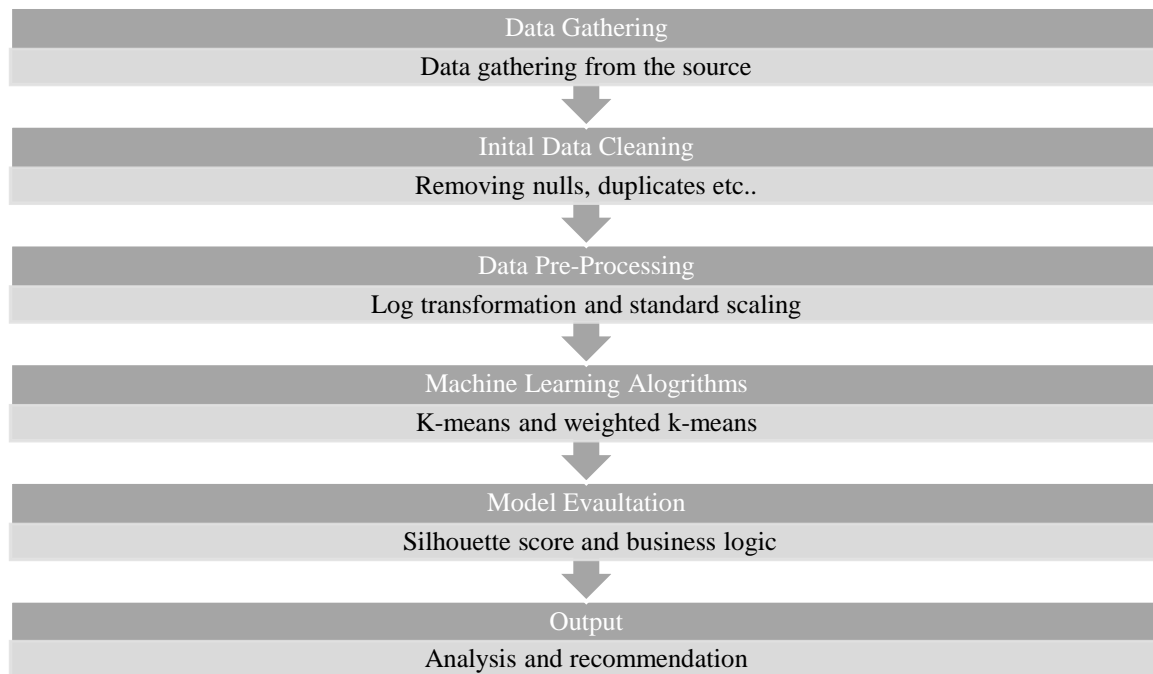 Data Gathering
Data gathering from the source
Inital Data Cleaning
Removing nulls, duplicates etc..
Data Pre-Processing
Log transformation and standard scaling
Machine Learning Alogrithms
K-means and weighted k-means
Model Evaultation
Silhouette score and business logic
Output
Analysis and recommendation